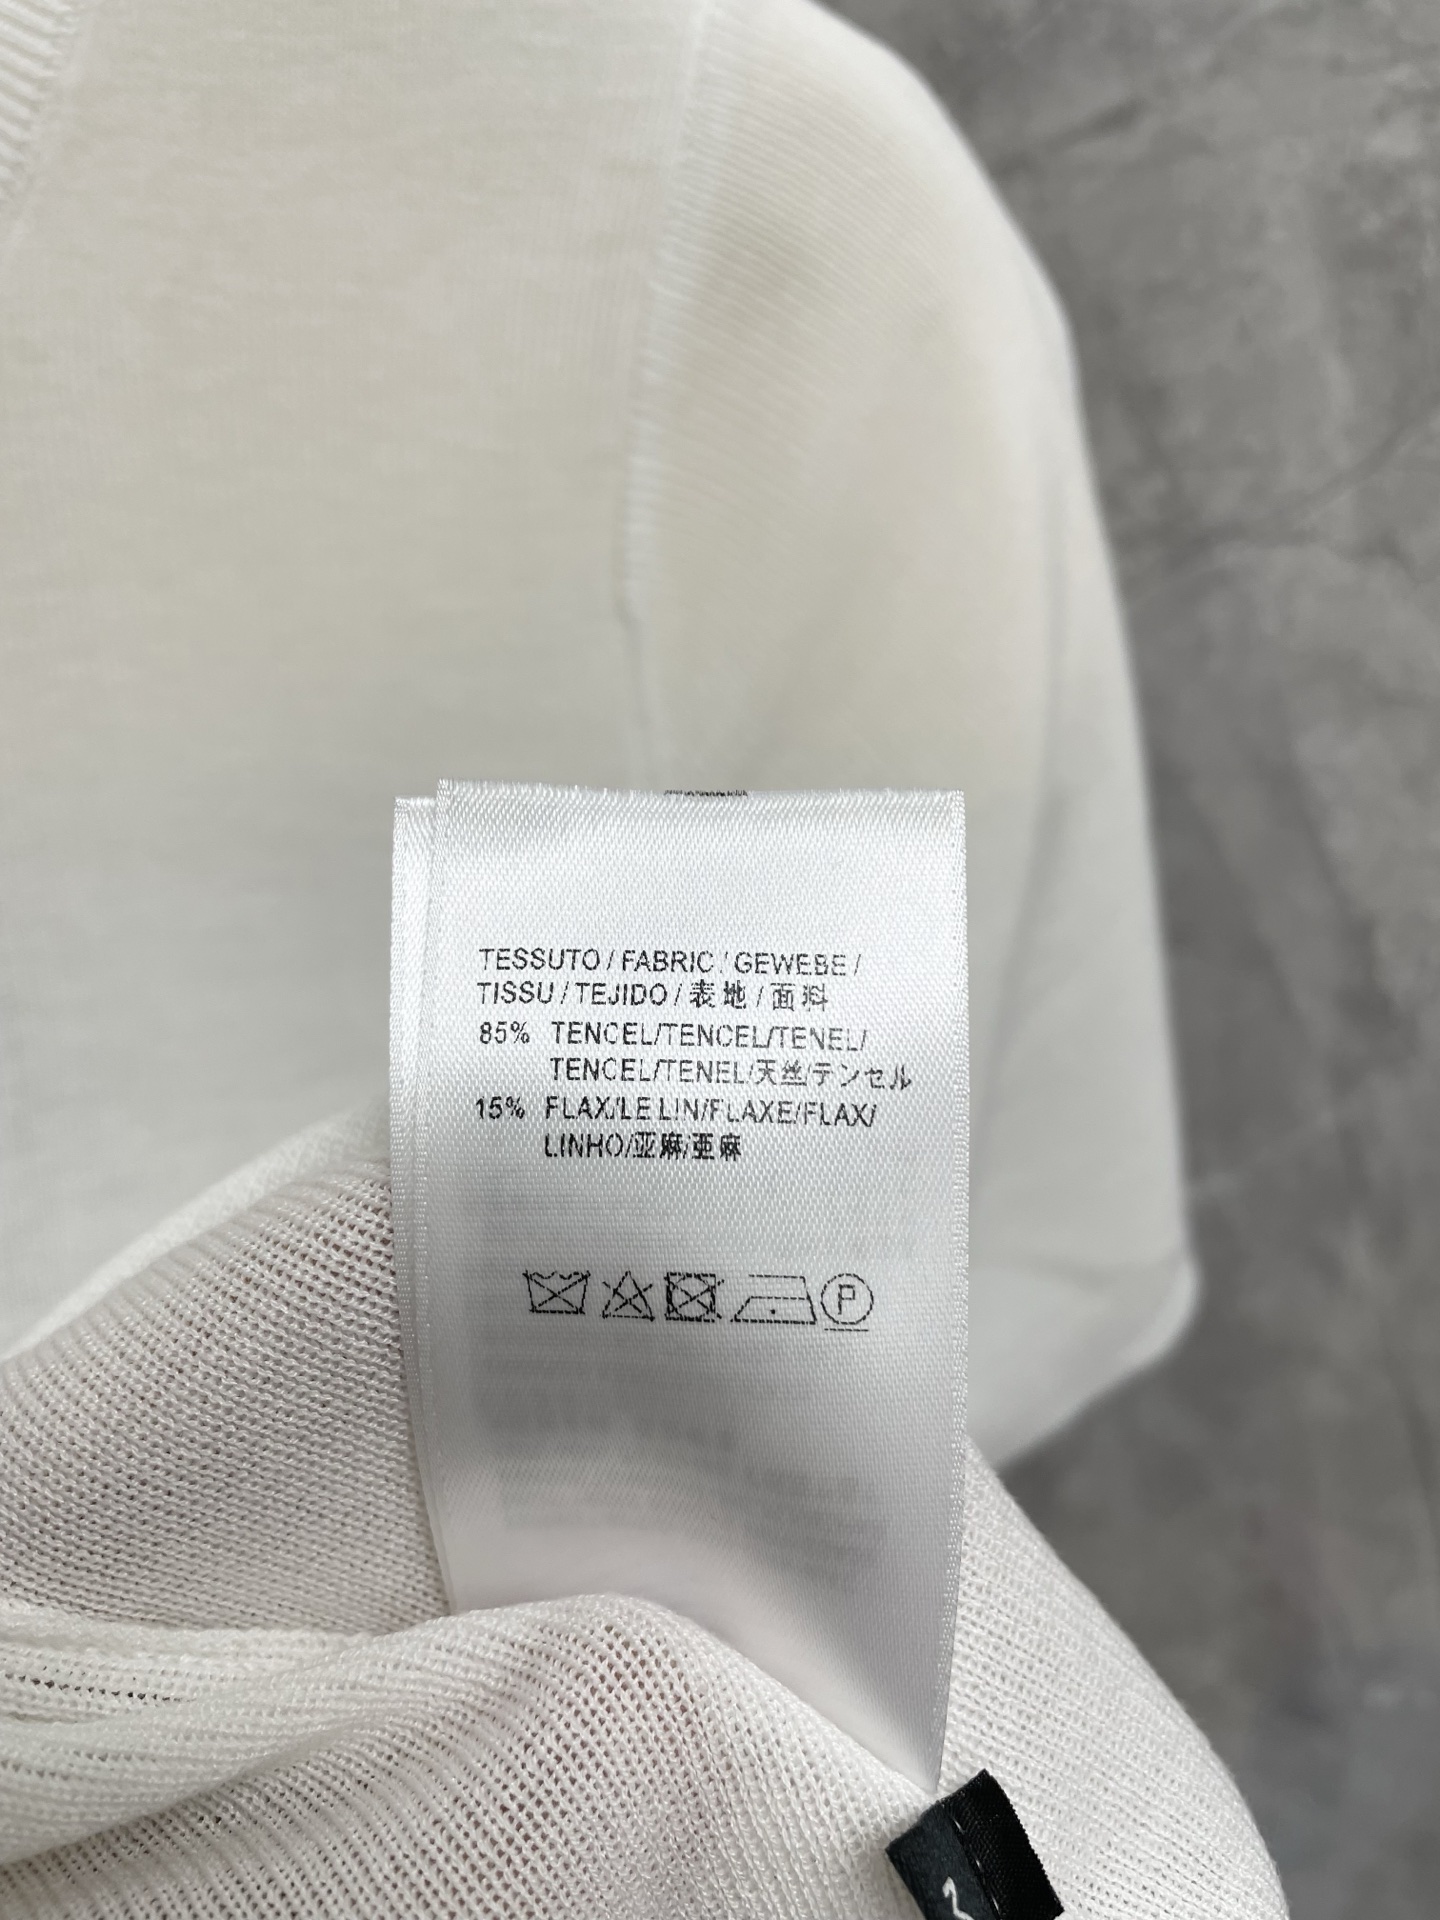 TESSUTO / FABRIC / GEWEBE /
TISSU / TEJIDO / 表地 / 面料
85% TENCEL/TENCEL/TENEL/
TENCEL/TENEL/天丝/テンセル
15% FLAX/LE LIN/FLAXE/FLAX/
LINHO/亚麻/亜麻
P